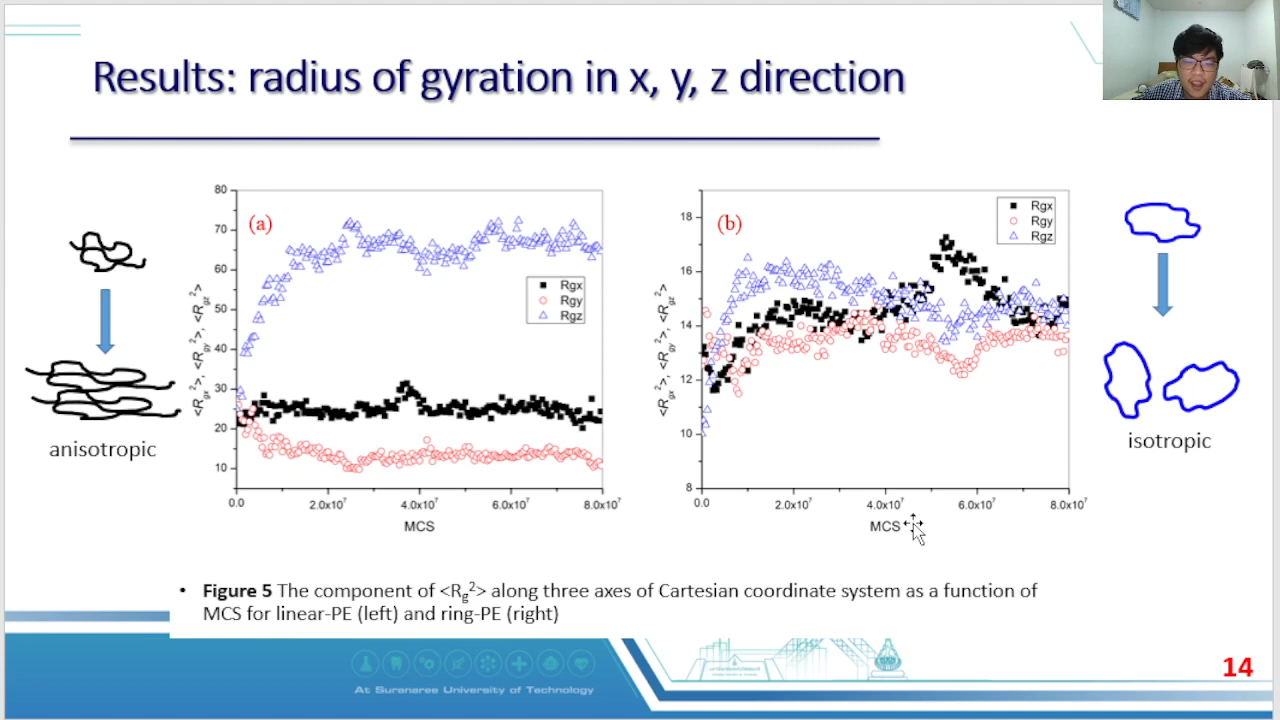 Results: radius of gyration in x, y, z direction
80
70
60
50
40
30
20
10
<Rgx²>, <Rgy²>, <Rgz²>
(a)
Rgx
Rgy
Rgz
0.0
2.0x10⁷
4.0x10⁷
6.0x10⁷
8.0x10⁷
MCS
18
16
14
12
10
8
<Rgx²>, <Rgy²>, <Rgz²>
(b)
Rgx
Rgy
Rgz
0.0
2.0x10⁷
4.0x10⁷
6.0x10⁷
8.0x10⁷
MCS
anisotropic
isotropic
• Figure 5 The component of <Rg²> along three axes of Cartesian coordinate system as a function of
MCS for linear-PE (left) and ring-PE (right)
At Suranaree University of Technology
14